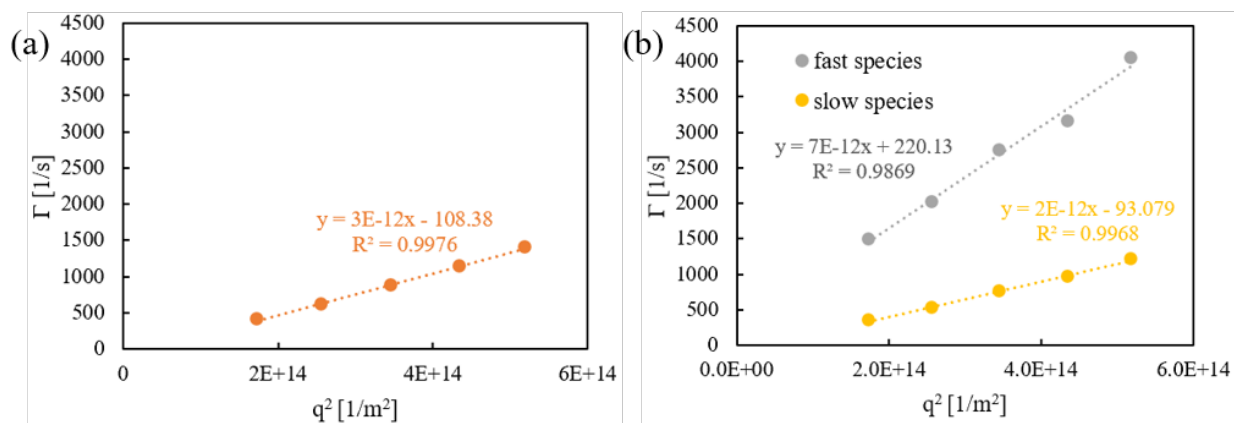 (a)
4500
4000
3500
3000
2500
2000
1500
1000
500
0
Γ [1/s]
y = 3E-12x - 108.38
R² = 0.9976
0 2E+14 4E+14 6E+14
q² [1/m²]
(b)
4500
4000
3500
3000
2500
2000
1500
1000
500
0
Γ [1/s]
fast species
slow species
y = 7E-12x + 220.13
R² = 0.9869
y = 2E-12x - 93.079
R² = 0.9968
0.0E+00 2.0E+14 4.0E+14 6.0E+14
q² [1/m²]